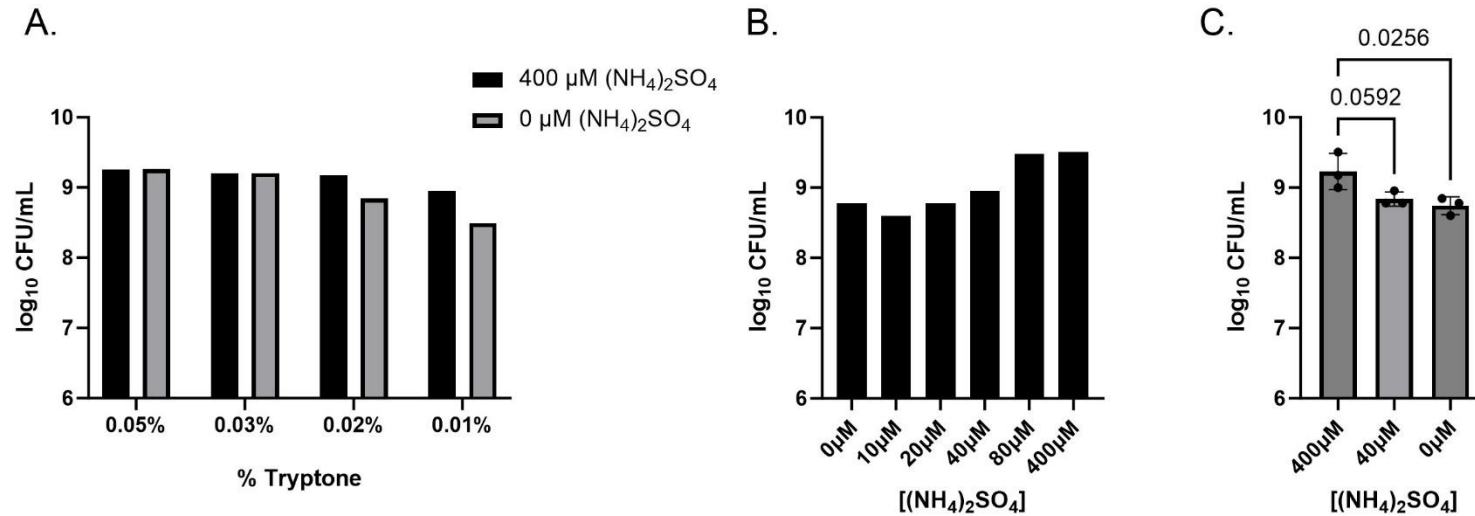 A.
400 µM (NH₄)₂SO₄
0 µM (NH₄)₂SO₄
log₁₀ CFU/mL
10
9
8
7
6
0.05% 0.03% 0.02% 0.01%
% Tryptone
B.
log₁₀ CFU/mL
10
9
8
7
6
0µM 10µM 20µM 40µM 80µM 400µM
[(NH₄)₂SO₄]
C.
0.0256
0.0592
log₁₀ CFU/mL
10
9
8
7
6
400µM 40µM 0µM
[(NH₄)₂SO₄]